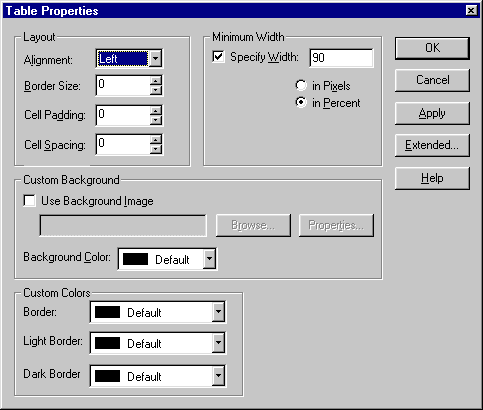 Table Properties
Layout
Alignment: Left
Border Size: 0
Cell Padding: 0
Cell Spacing: 0
Minimum Width
Specify Width: 90
in Pixels
in Percent
OK
Cancel
Apply
Extended...
Help
Custom Background
Use Background Image
Browse... Properties...
Background Color: Default
Custom Colors
Border: Default
Light Border: Default
Dark Border Default